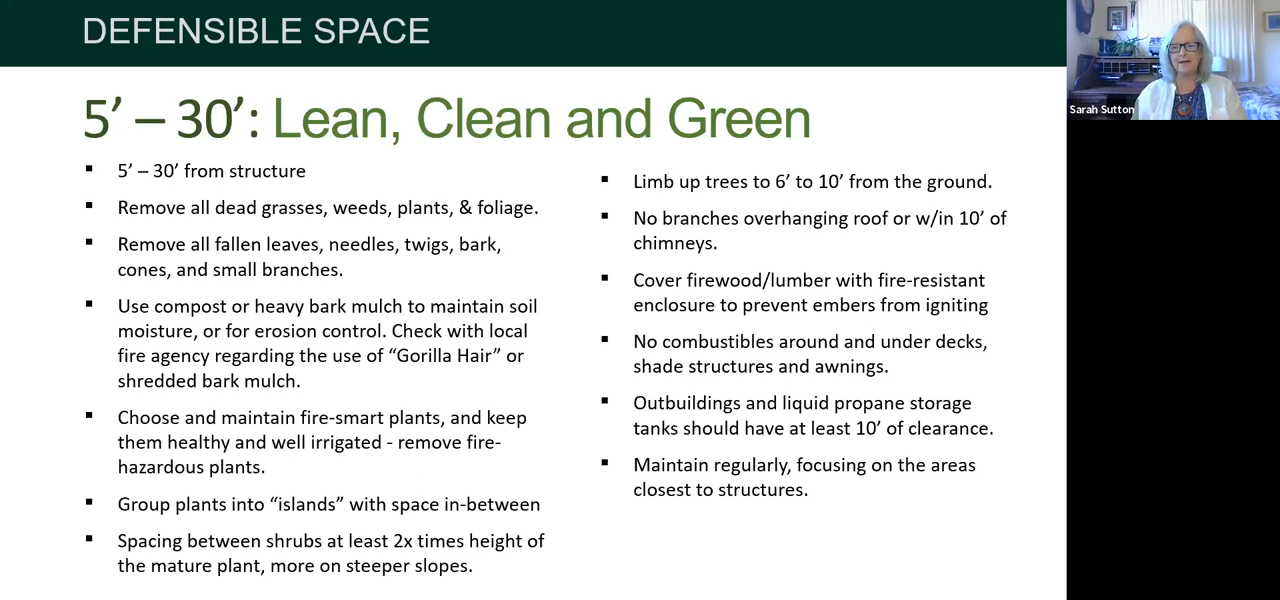 DEFENSIBLE SPACE
5’ – 30’: Lean, Clean and Green
5’ – 30’ from structure
Remove all dead grasses, weeds, plants, & foliage.
Remove all fallen leaves, needles, twigs, bark,
cones, and small branches.
Use compost or heavy bark mulch to maintain soil
moisture, or for erosion control. Check with local
fire agency regarding the use of “Gorilla Hair” or
shredded bark mulch.
Choose and maintain fire-smart plants, and keep
them healthy and well irrigated - remove fire-
hazardous plants.
Group plants into “islands” with space in-between
Spacing between shrubs at least 2x times height of
the mature plant, more on steeper slopes.
Limb up trees to 6’ to 10’ from the ground.
No branches overhanging roof or w/in 10’ of
chimneys.
Cover firewood/lumber with fire-resistant
enclosure to prevent embers from igniting
No combustibles around and under decks,
shade structures and awnings.
Outbuildings and liquid propane storage
tanks should have at least 10’ of clearance.
Maintain regularly, focusing on the areas
closest to structures.
Sarah Sutton